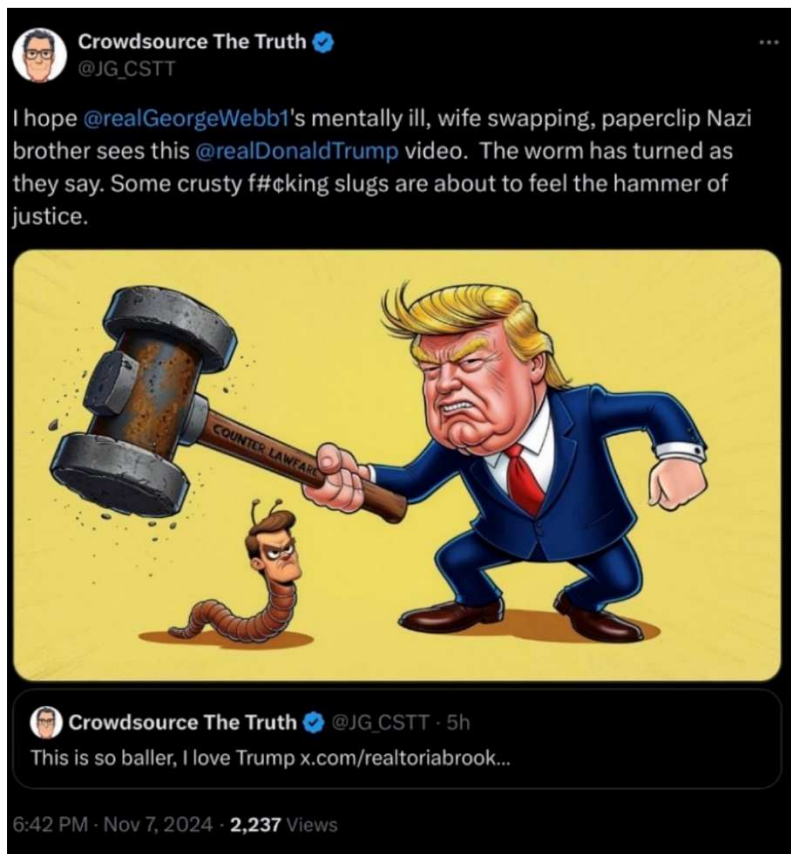 Crowdsource The Truth
@JG_CSTT
I hope @realGeorgeWebb1's mentally ill, wife swapping, paperclip Nazi
brother sees this @realDonaldTrump video.  The worm has turned as
they say. Some crusty f#¢king slugs are about to feel the hammer of
justice.
COUNTER LAWFARE
Crowdsource The Truth @JG_CSTT · 5h
This is so baller, I love Trump x.com/realtoriabrook...
6:42 PM · Nov 7, 2024 · 2,237 Views